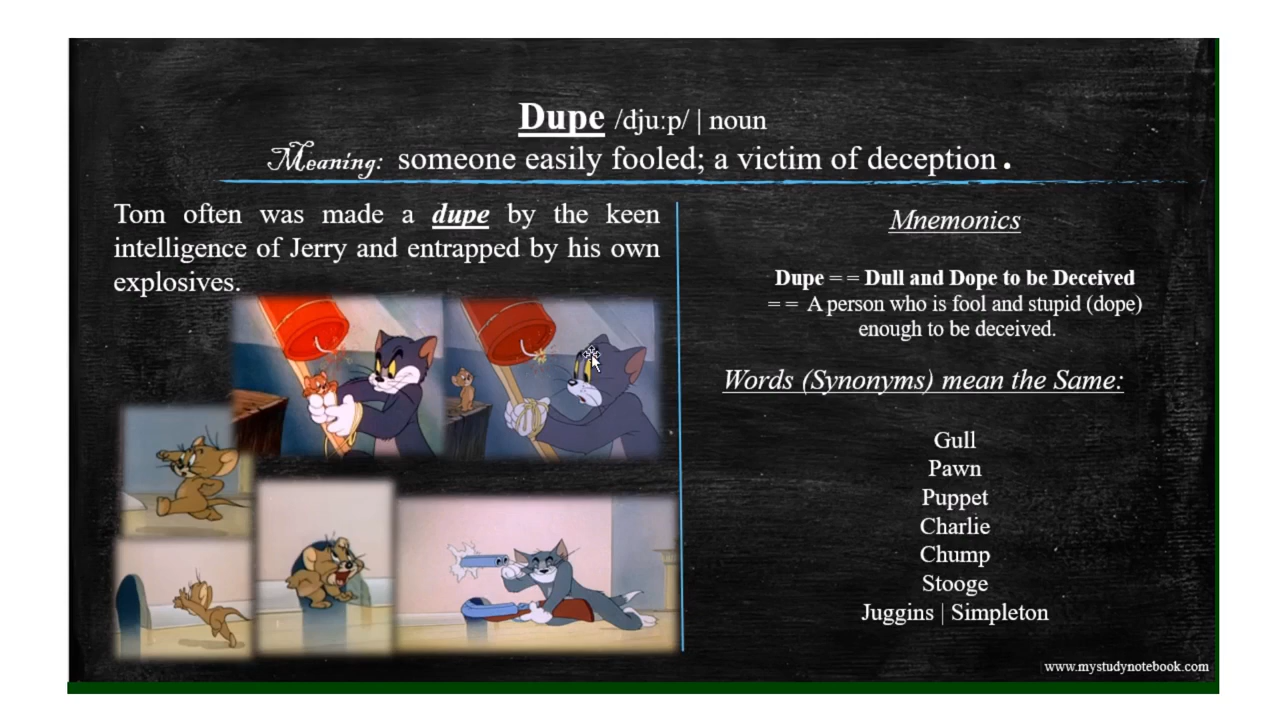 Dupe /dju:p/ | noun
Meaning: someone easily fooled; a victim of deception.
Tom often was made a dupe by the keen
intelligence of Jerry and entrapped by his own
explosives.
Mnemonics
Dupe = = Dull and Dope to be Deceived
= = A person who is fool and stupid (dope)
enough to be deceived.
Words (Synonyms) mean the Same:
Gull
Pawn
Puppet
Charlie
Chump
Stooge
Juggins | Simpleton
www.mystudynotebook.com